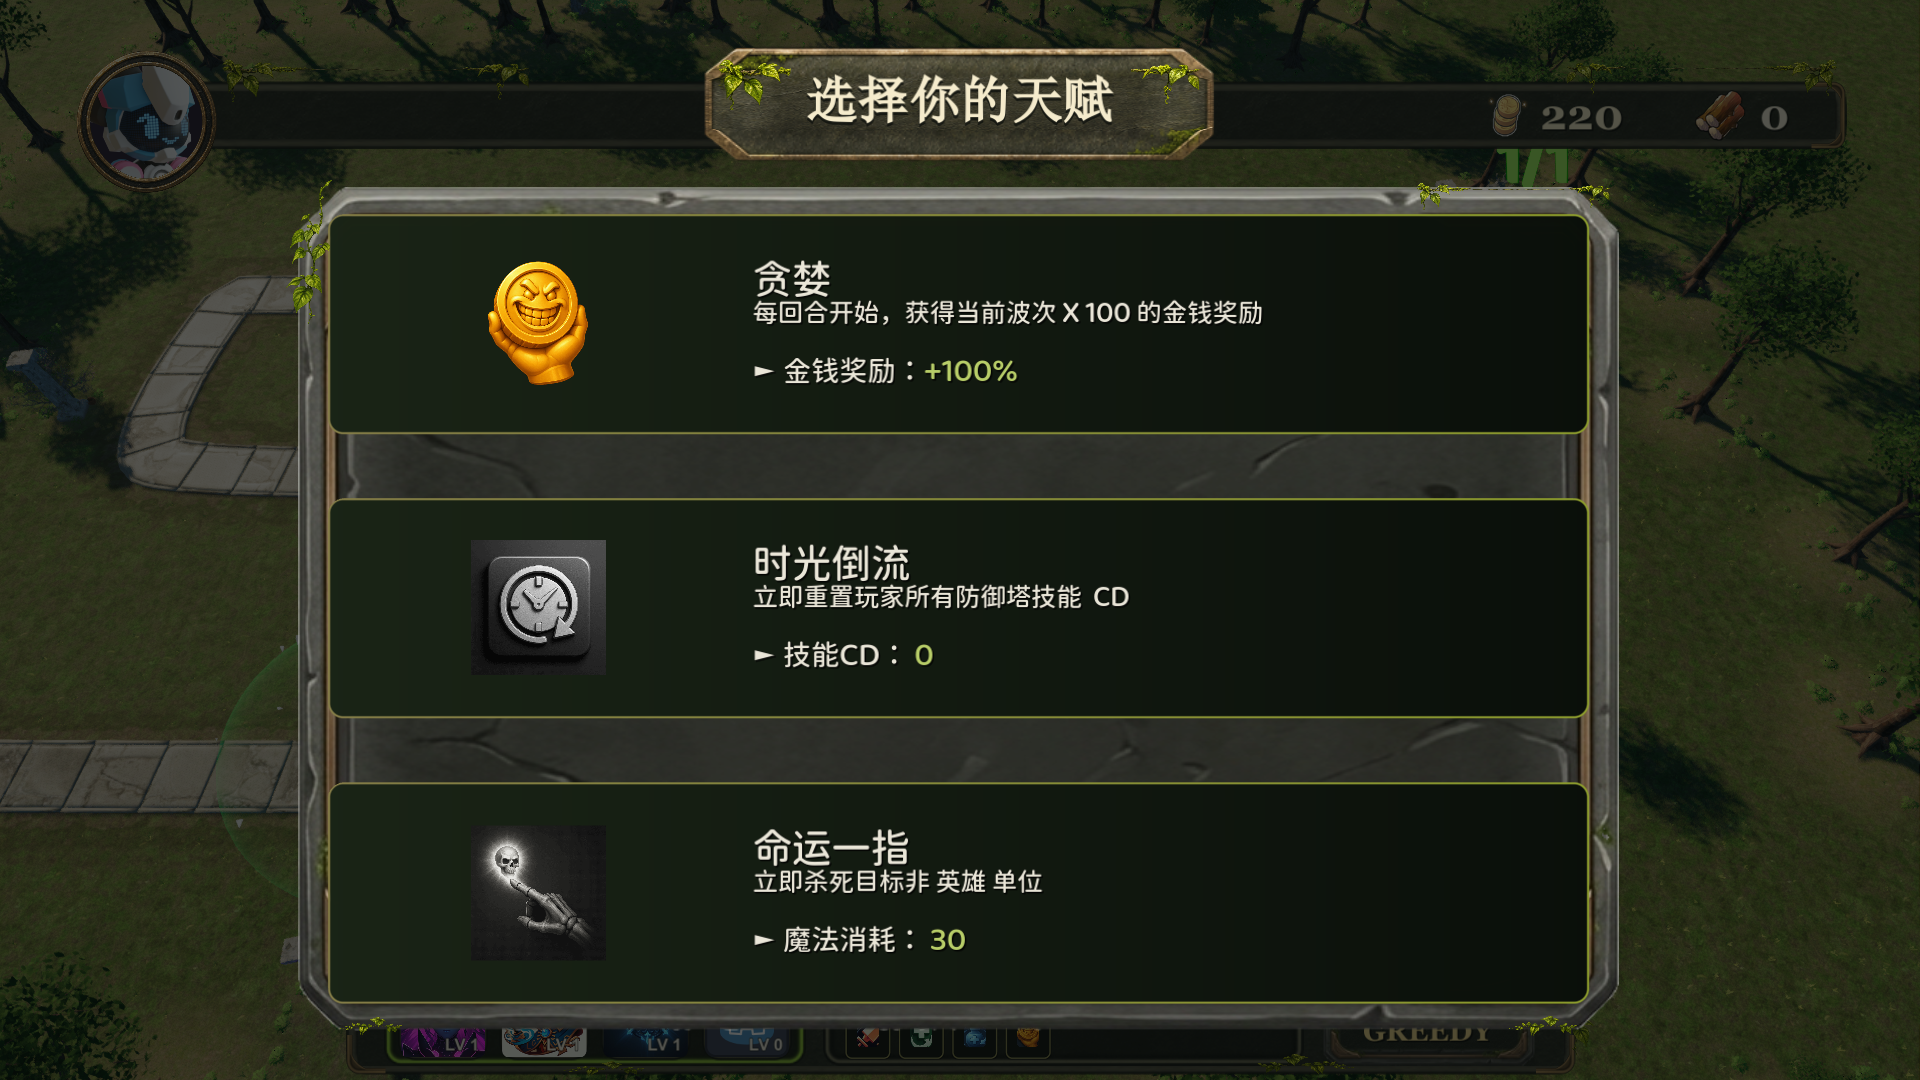 选择你的天赋
220
0
1/1
贪婪
每回合开始，获得当前波次 X 100 的金钱奖励
► 金钱奖励：+100%
时光倒流
立即重置玩家所有防御塔技能 CD
► 技能CD： 0
命运一指
立即杀死目标非 英雄 单位
► 魔法消耗： 30
LV 1
LV
LV 1
LV 0
GREEDY